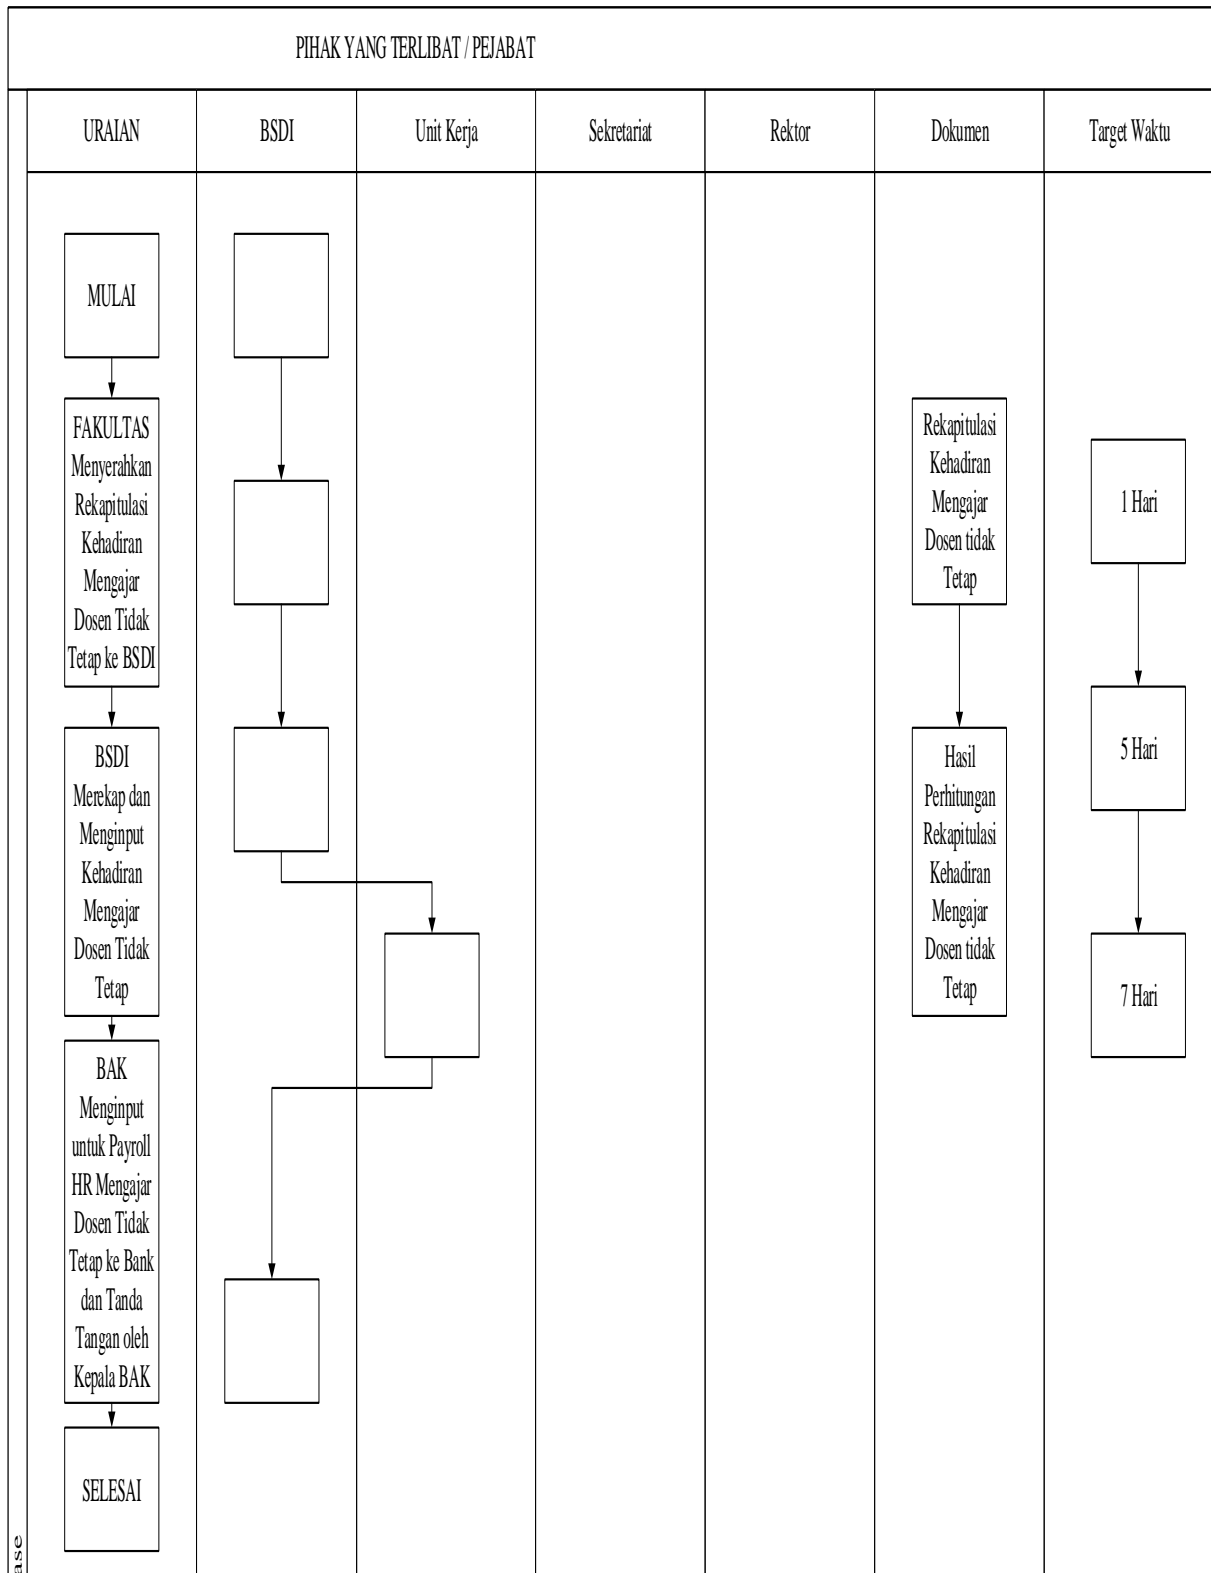 PIHAK YANG TERLIBAT / PEJABAT
URAIAN
BSDI
Unit Kerja
Sekretariat
Rektor
Dokumen
Target Waktu
MULAI
FAKULTAS
Menyerahkan
Rekapitulasi
Kehadiran
Mengajar
Dosen Tidak
Tetap ke BSDI
BSDI
Merekap dan
Menginput
Kehadiran
Mengajar
Dosen Tidak
Tetap
BAK
Menginput
untuk Payroll
HR Mengajar
Dosen Tidak
Tetap ke Bank
dan Tanda
Tangan oleh
Kepala BAK
SELESAI
Rekapitulasi
Kehadiran
Mengajar
Dosen tidak
Tetap
Hasil
Perhitungan
Rekapitulasi
Kehadiran
Mengajar
Dosen tidak
Tetap
1 Hari
5 Hari
7 Hari
ase